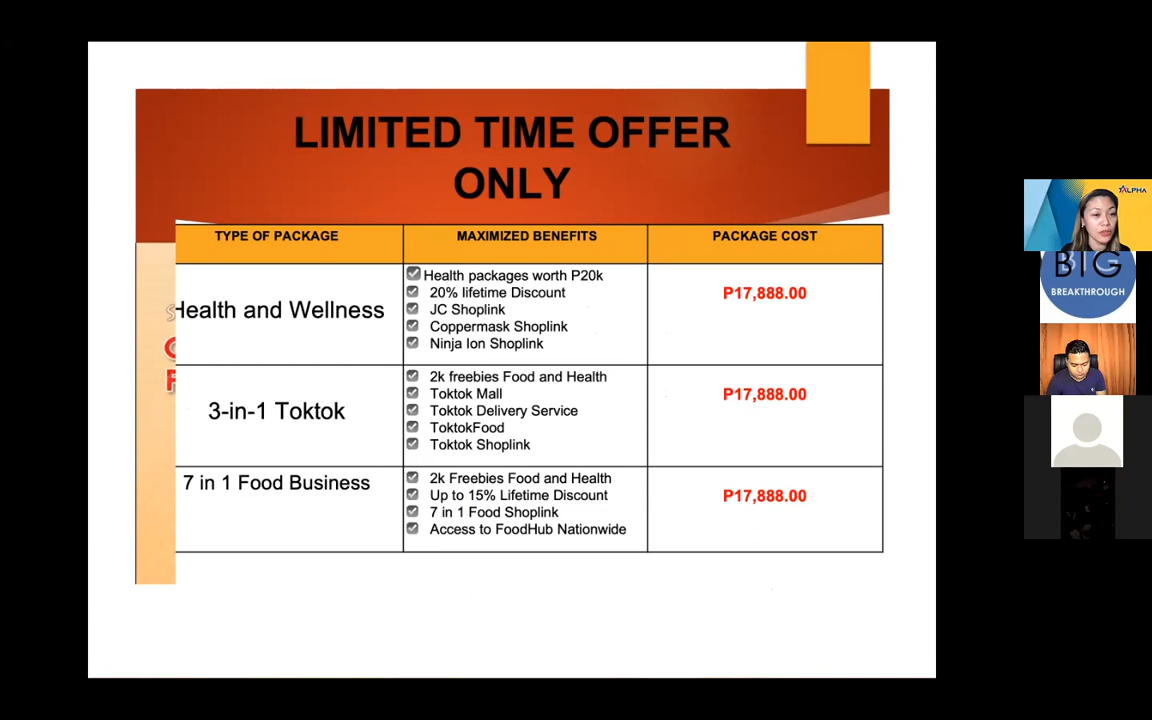 LIMITED TIME OFFER
ONLY
TYPE OF PACKAGE
MAXIMIZED BENEFITS
PACKAGE COST
Health and Wellness
Health packages worth P20k
20% lifetime Discount
JC Shoplink
Coppermask Shoplink
Ninja Ion Shoplink
P17,888.00
3-in-1 Toktok
2k freebies Food and Health
Toktok Mall
Toktok Delivery Service
ToktokFood
Toktok Shoplink
P17,888.00
7 in 1 Food Business
2k Freebies Food and Health
Up to 15% Lifetime Discount
7 in 1 Food Shoplink
Access to FoodHub Nationwide
P17,888.00
ALPHA
BTG
BREAKTHROUGH